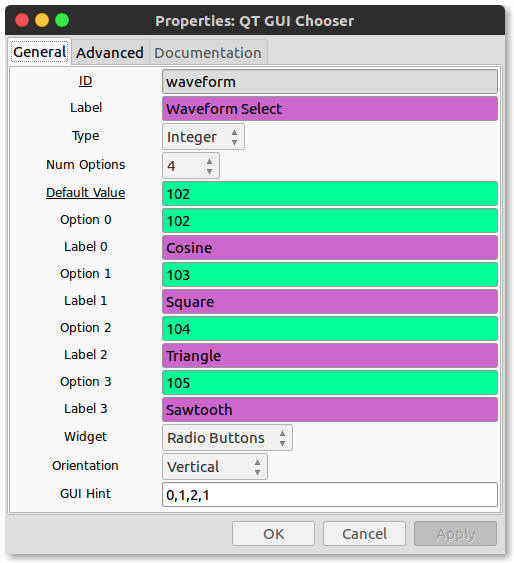 Properties: QT GUI Chooser
General Advanced Documentation
ID waveform
Label Waveform Select
Type Integer
Num Options 4
Default Value 102
Option 0 102
Label 0 Cosine
Option 1 103
Label 1 Square
Option 2 104
Label 2 Triangle
Option 3 105
Label 3 Sawtooth
Widget Radio Buttons
Orientation Vertical
GUI Hint 0,1,2,1
OK Cancel Apply